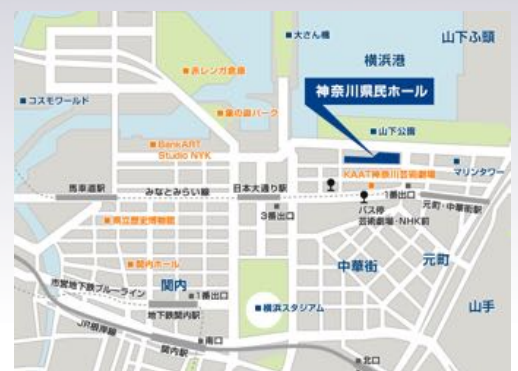 ■大さん橋
山下ふ頭
横浜港
■赤レンガ倉庫
神奈川県民ホール
■コスモワールド
■象の鼻パーク
■山下公園
■BankART
Studio NYK
KAAT神奈川芸術劇場
■マリンタワー
馬車道駅
みなとみらい線
日本大通り駅
1番出口
3番出口
バス停
芸術劇場・NHK前
元町・中華街駅
■県立歴史博物館
■関内ホール
中華街
元町
市営地下鉄ブルーライン
関内
■1番出口
地下鉄関内駅
■横浜スタジアム
山手
JR根岸線
■南口
関内駅
■北口